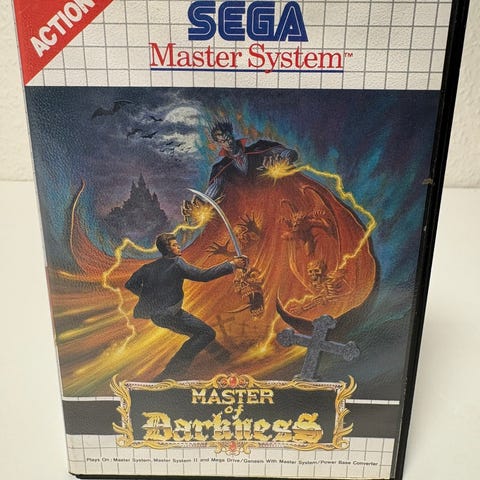 ACTION
SEGA
Master System™
MASTER
of
Darkness
Plays On: Master System, Master System II and Mega Drive/Genesis With Master System/Power Base Converter